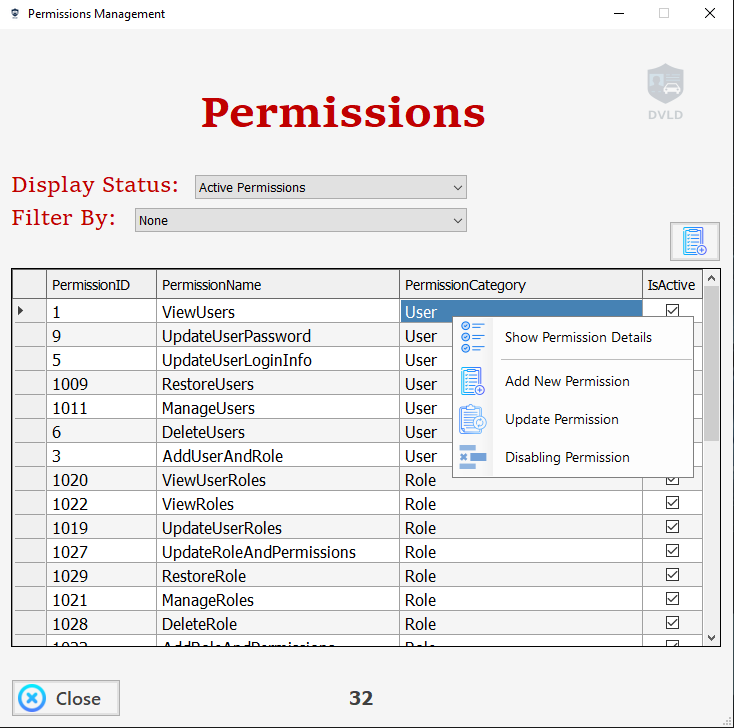 Permissions Management
DVLD
Permissions
Display Status: Active Permissions
Filter By: None
PermissionID PermissionName PermissionCategory IsActive
1 ViewUsers User
9 UpdateUserPassword User
5 UpdateUserLoginInfo User
1009 RestoreUsers User
1011 ManageUsers User
6 DeleteUsers User
3 AddUserAndRole User
1020 ViewUserRoles Role
1022 ViewRoles Role
1019 UpdateUserRoles Role
1027 UpdateRoleAndPermissions Role
1029 RestoreRole Role
1021 ManageRoles Role
1028 DeleteRole Role
AddRoleAndPermissions Role
Show Permission Details
Add New Permission
Update Permission
Disabling Permission
Close 32